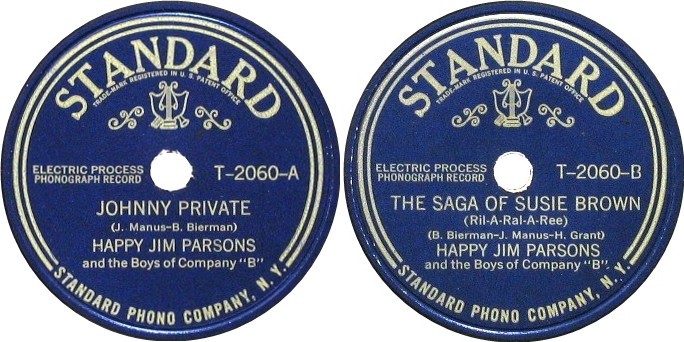 STANDARD
TRADE-MARK REGISTERED IN U. S. PATENT OFFICE
ELECTRIC PROCESS
PHONOGRAPH RECORD
T-2060-A
JOHNNY PRIVATE
(J. Manus-B. Bierman)
HAPPY JIM PARSONS
and the Boys of Company "B"
STANDARD PHONO COMPANY, N. Y.
STANDARD
TRADE-MARK REGISTERED IN U. S. PATENT OFFICE
ELECTRIC PROCESS
PHONOGRAPH RECORD
T-2060-B
THE SAGA OF SUSIE BROWN
(Ril-A-Ral-A-Ree)
(B. Bierman-J. Manus-H. Grant)
HAPPY JIM PARSONS
and the Boys of Company "B"
STANDARD PHONO COMPANY, N. Y.